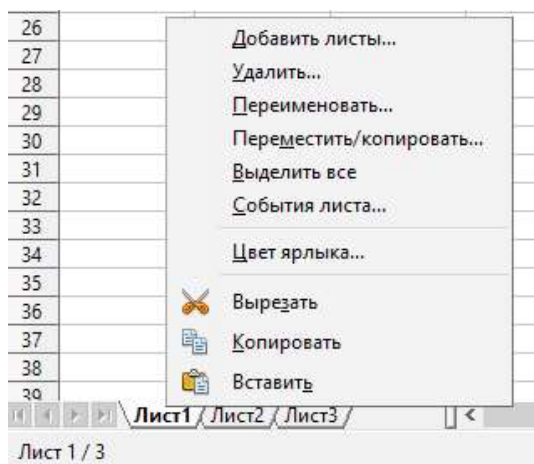 26
Добавить листы...
27
Удалить...
28
29
Переименовать...
30
Переместить/копировать...
31
Выделить все
32
События листа...
33
34
Цвет ярлыка...
35
36
Вырезать
37
Копировать
38
Вставить
39
Лист1 Лист2 Лист3
Лист 1 / 3